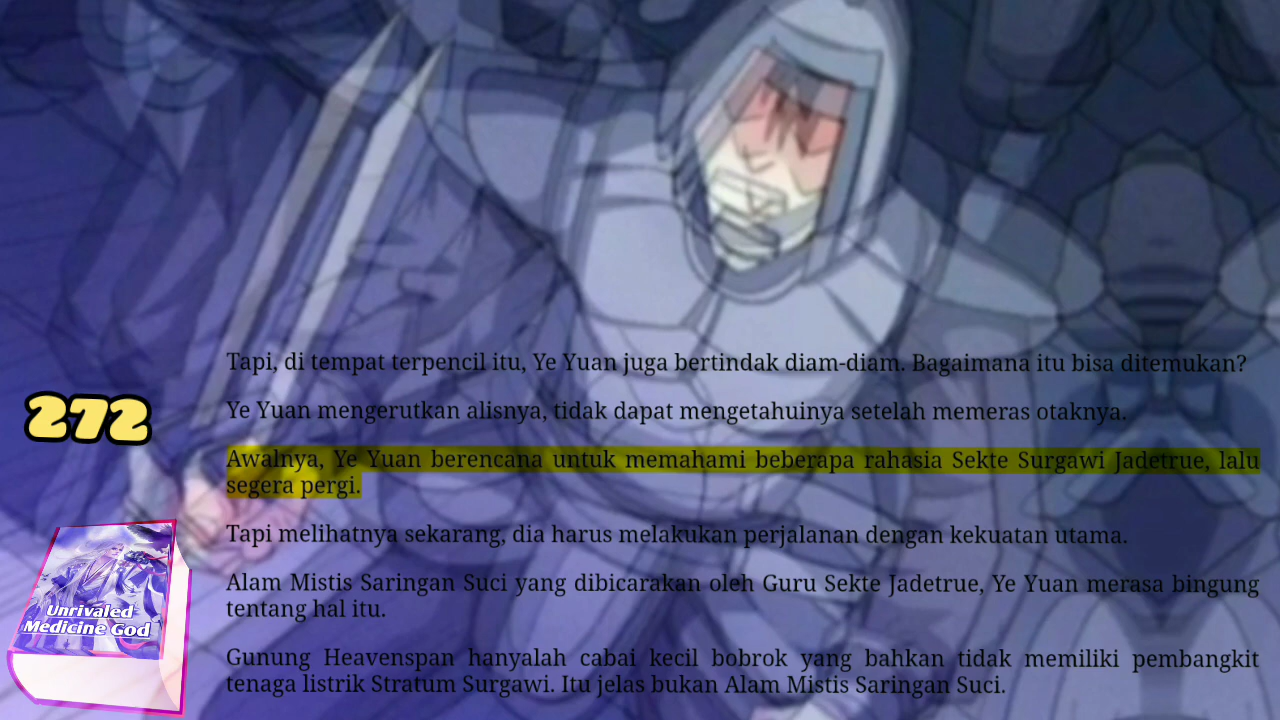 Tapi, di tempat terpencil itu, Ye Yuan juga bertindak diam-diam. Bagaimana itu bisa ditemukan?
Ye Yuan mengerutkan alisnya, tidak dapat mengetahuinya setelah memeras otaknya.
272
Awalnya, Ye Yuan berencana untuk memahami beberapa rahasia Sekte Surgawi Jadetrue, lalu
segera pergi.
Tapi melihatnya sekarang, dia harus melakukan perjalanan dengan kekuatan utama.
Alam Mistis Saringan Suci yang dibicarakan oleh Guru Sekte Jadetrue, Ye Yuan merasa bingung
tentang hal itu.
Unrivaled
Medicine God
Gunung Heavenspan hanyalah cabai kecil bobrok yang bahkan tidak memiliki pembangkit
tenaga listrik Stratum Surgawi. Itu jelas bukan Alam Mistis Saringan Suci.